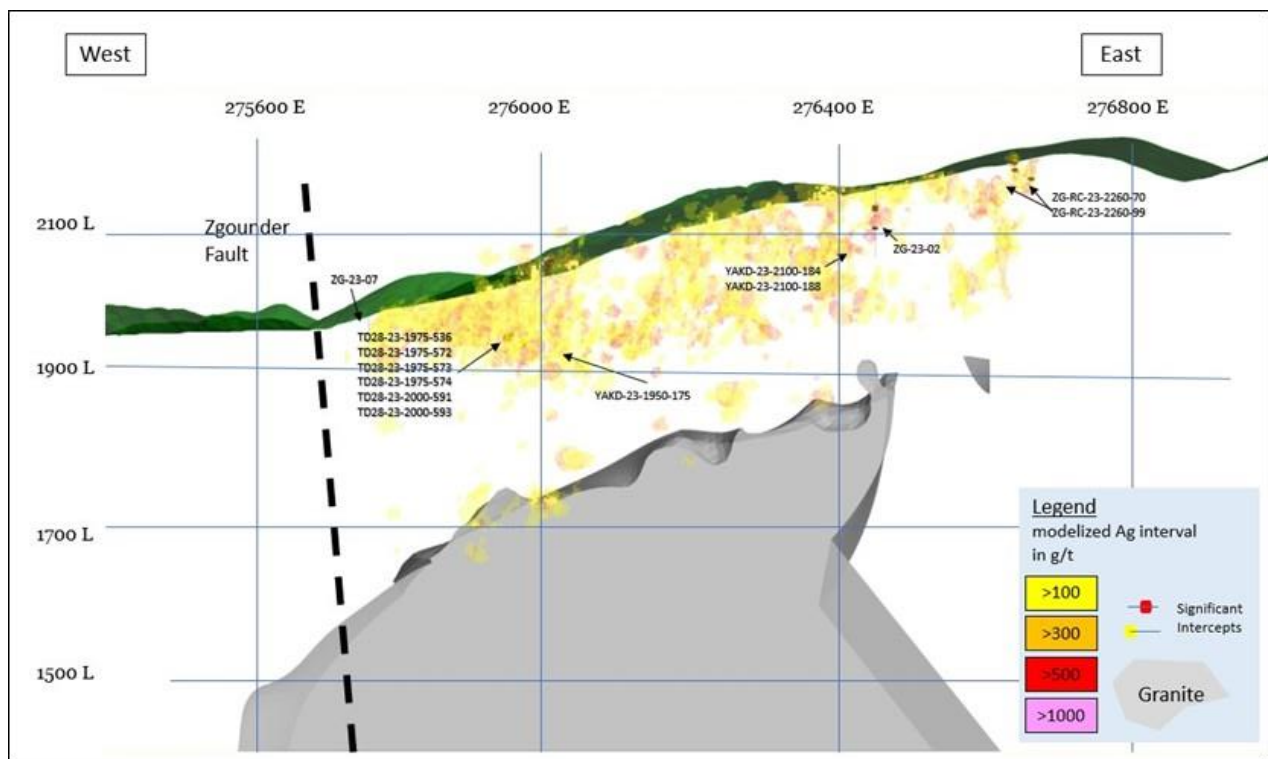 West
East
275600 E
276000 E
276400 E
276800 E
2100 L
Zgounder
Fault
ZG-23-07
ZG-RC-23-2260-70
ZG-RC-23-2260-99
ZG-23-02
YAKD-23-2100-184
YAKD-23-2100-188
TD28-23-1975-536
TD28-23-1975-572
TD28-23-1975-573
TD28-23-1975-574
TD28-23-2000-591
TD28-23-2000-593
1900 L
YAKD-23-1950-175
1700 L
1500 L
Legend
modelized Ag interval
in g/t
>100
>300
>500
>1000
Significant
Intercepts
Granite